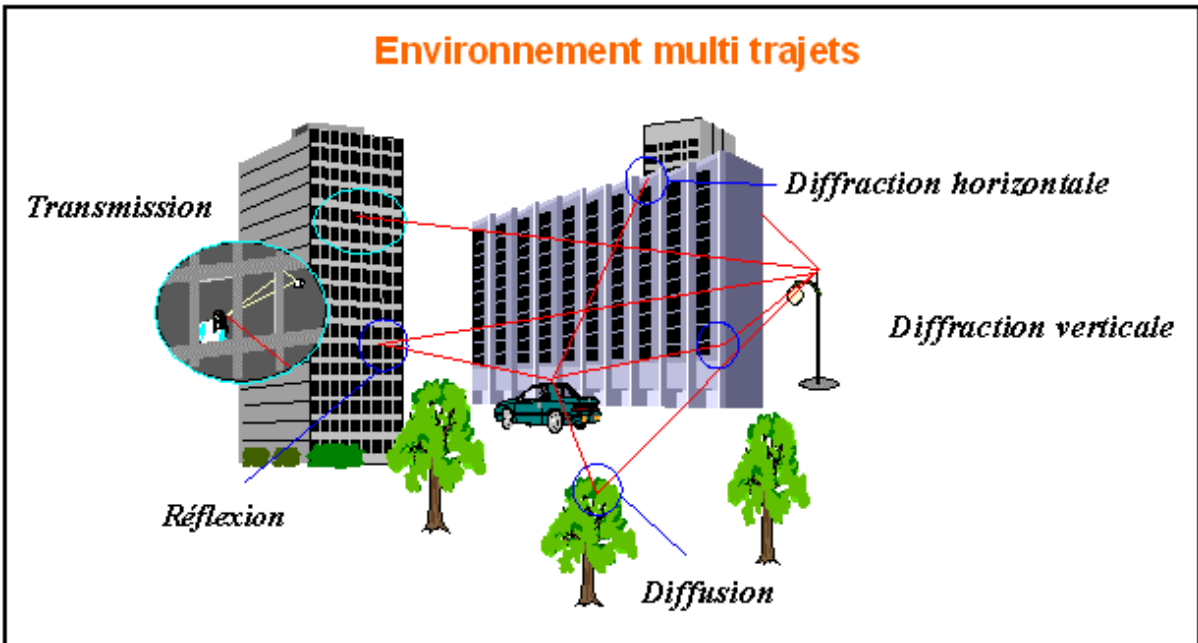 Environnement multi trajets
Diffraction horizontale
Transmission
Diffraction verticale
Réflexion
Diffusion